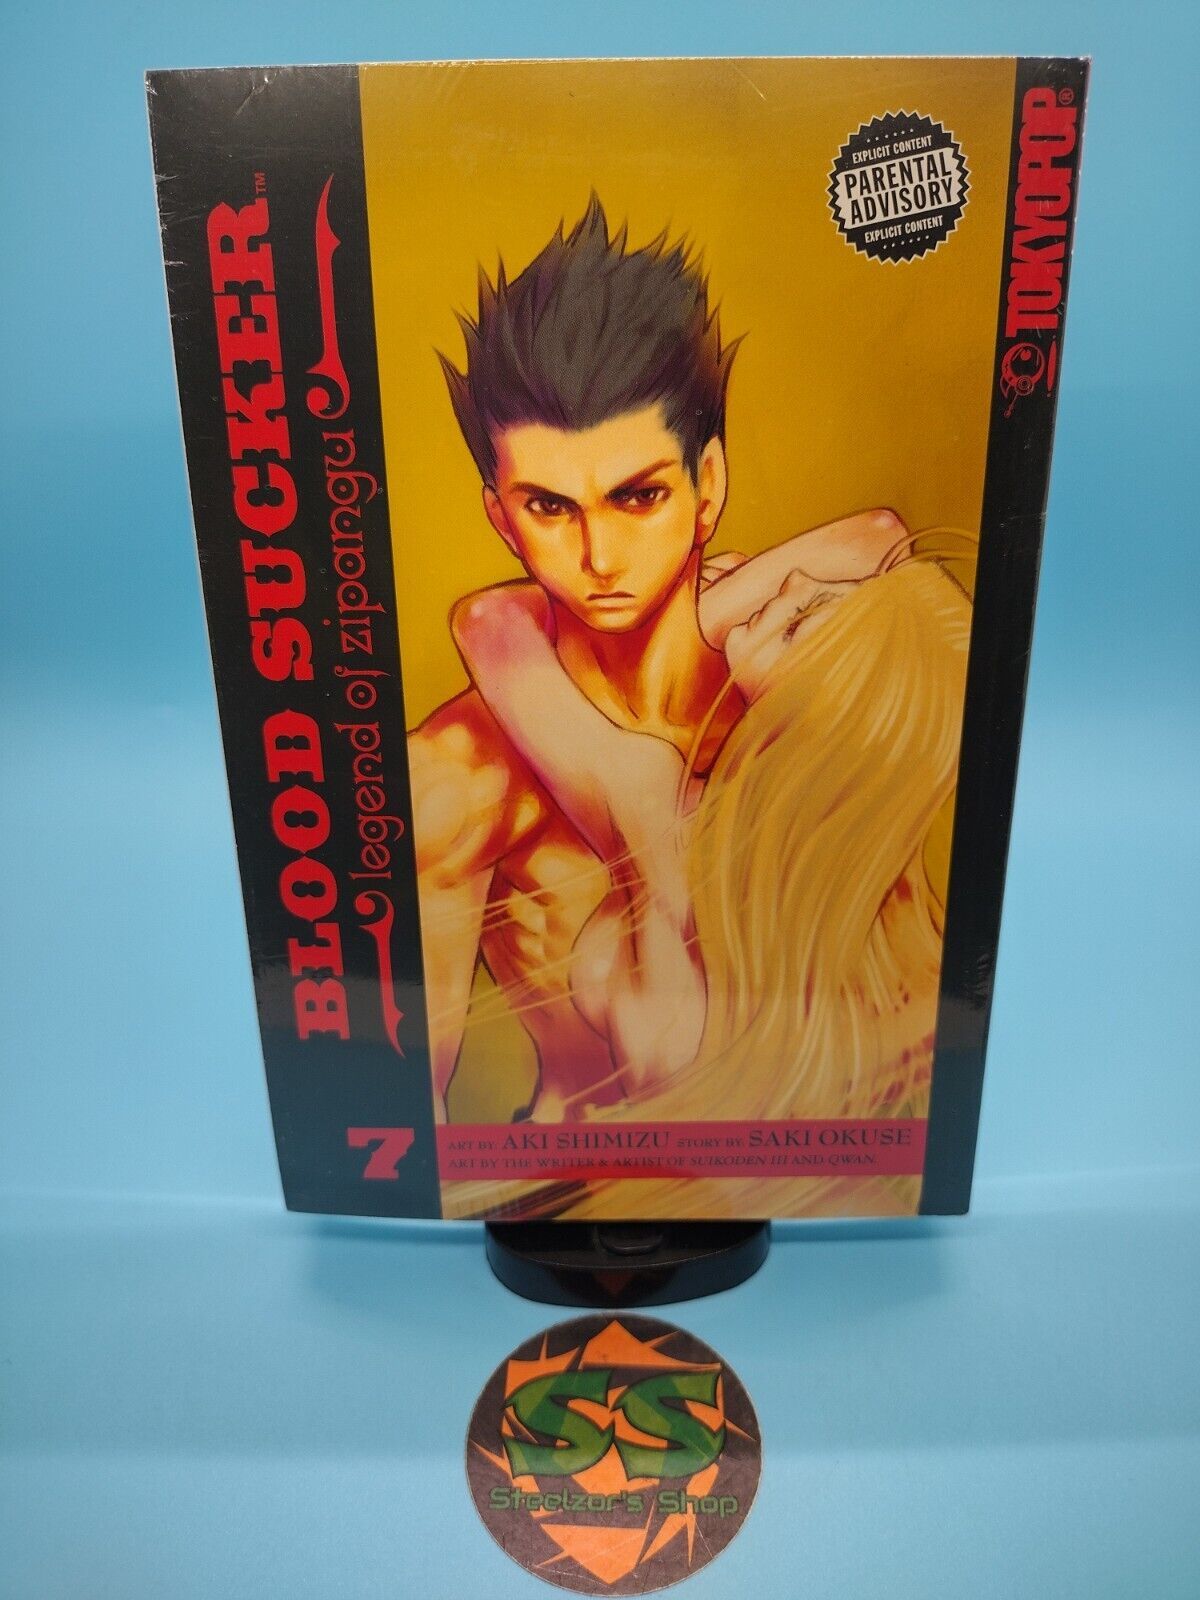 BLOOD SUCKER™
legend of zipangu
7
EXPLICIT CONTENT
PARENTAL
ADVISORY
EXPLICIT CONTENT
TOKYOPOP®
ART BY: AKI SHIMIZU STORY BY: SAKI OKUSE
ART BY THE WRITER & ARTIST OF SUIKODEN III AND QWAN.
SS
Steelzor's Shop